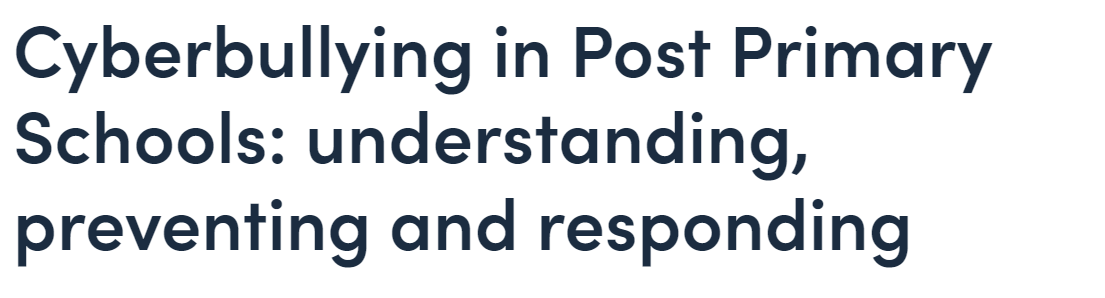 Cyberbullying in Post Primary
Schools: understanding,
preventing and responding